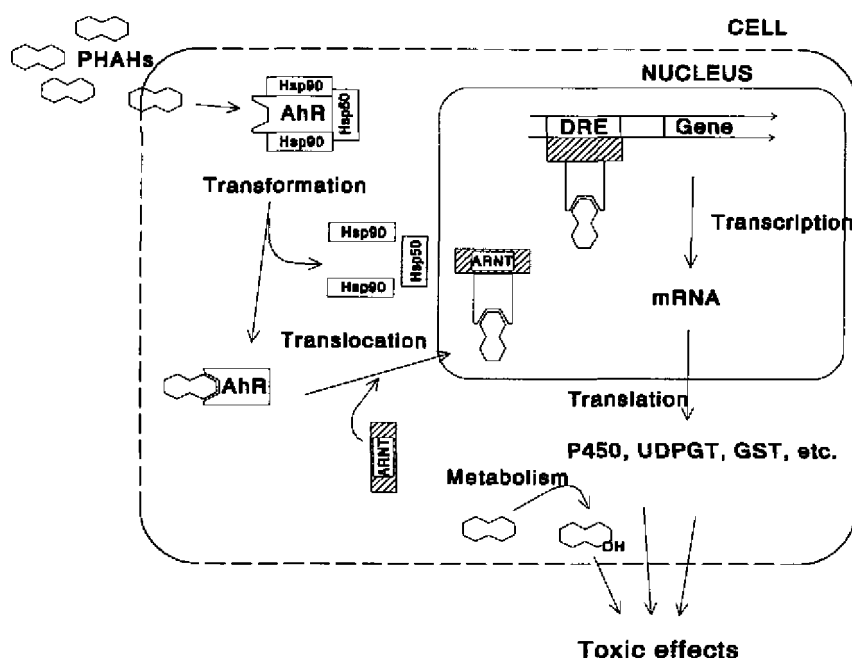 CELL
PHAHs
NUCLEUS
Hsp90
AhR
Hsp50
Hsp90
DRE
Gene
Transformation
Transcription
Hsp90
Hsp50
Hsp90
ARNT
mRNA
Translocation
AhR
Translation
ARNT
P450, UDPGT, GST, etc.
Metabolism
OH
Toxic effects